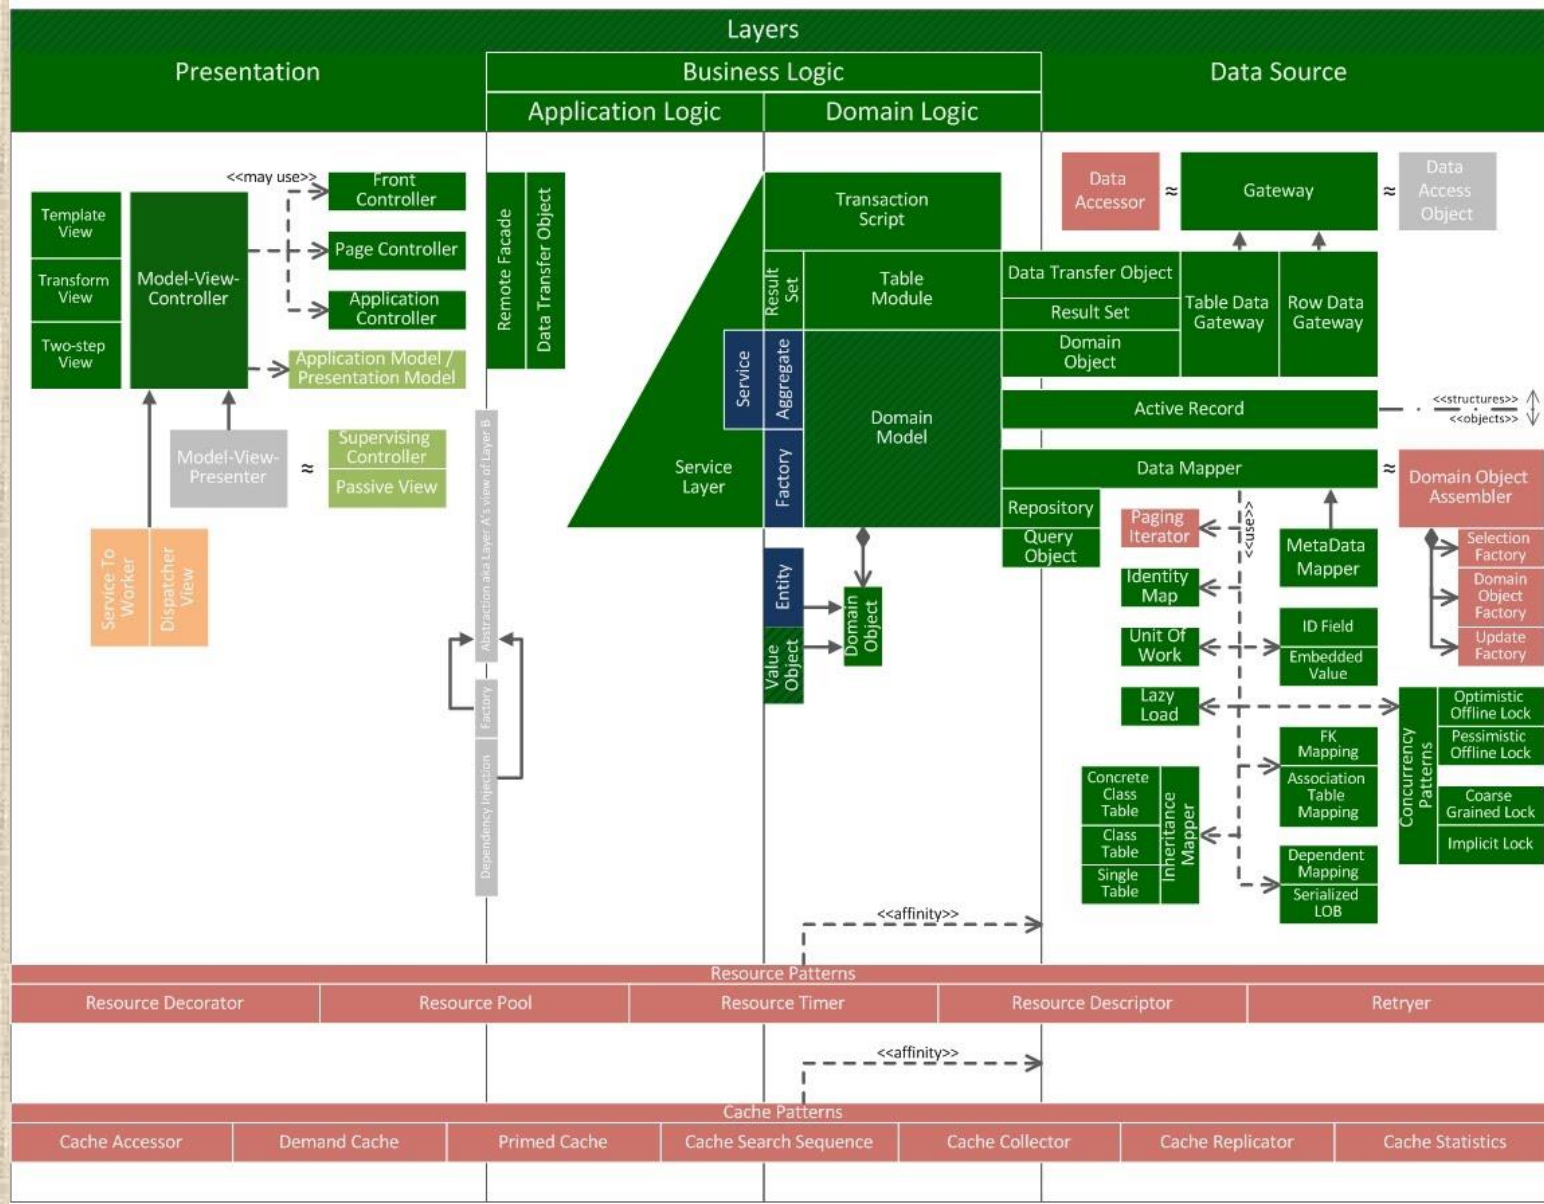 Layers
Presentation
Business Logic
Data Source
Application Logic
Domain Logic
<<may use>>
Front
Controller
Page Controller
Application
Controller
Template
View
Transform
View
Two-step
View
Model-View-
Controller
Application Model /
Presentation Model
Model-View-
Presenter
≈
Supervising
Controller
Passive View
Service To
Worker
Dispatcher
View
Remote Facade
Data Transfer Object
Abstraction aka Layer A's view of Layer B
Factory
Dependency Injection
Transaction
Script
Result
Set
Table
Module
Service
Aggregate
Factory
Domain
Model
Service
Layer
Entity
Value
Object
Domain
Object
Data
Accessor
≈
Gateway
≈
Data
Access
Object
Data Transfer Object
Result Set
Domain
Object
Table Data
Gateway
Row Data
Gateway
Active Record
<<structures>>
<<objects>>
Data Mapper
≈
Domain Object
Assembler
Repository
Query
Object
<<use>>
Paging
Iterator
Identity
Map
Unit Of
Work
Lazy
Load
MetaData
Mapper
ID Field
Embedded
Value
Selection
Factory
Domain
Object
Factory
Update
Factory
FK
Mapping
Association
Table
Mapping
Concurrency
Patterns
Optimistic
Offline Lock
Pessimistic
Offline Lock
Coarse
Grained Lock
Implicit Lock
Concrete
Class
Table
Class
Table
Single
Table
Inheritance
Mapper
Dependent
Mapping
Serialized
LOB
<<affinity>>
Resource Patterns
Resource Decorator
Resource Pool
Resource Timer
Resource Descriptor
Retryer
<<affinity>>
Cache Patterns
Cache Accessor
Demand Cache
Primed Cache
Cache Search Sequence
Cache Collector
Cache Replicator
Cache Statistics